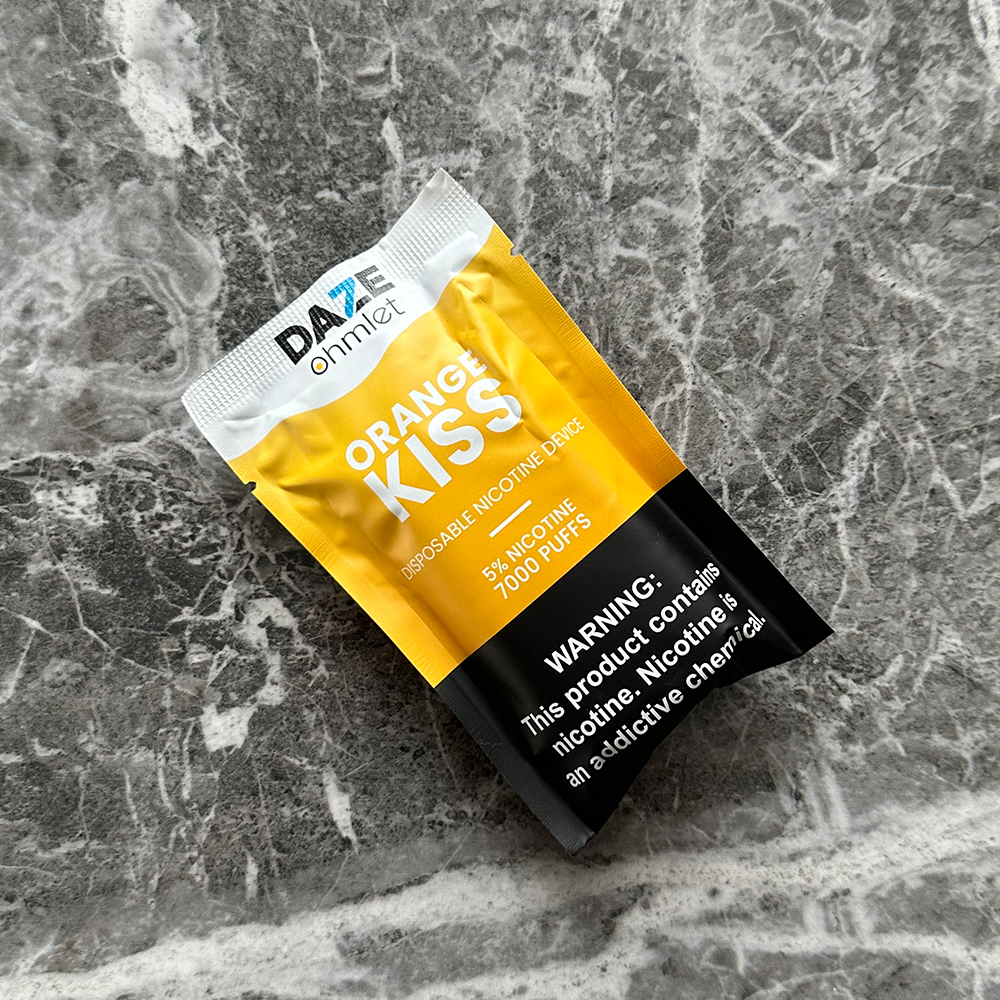 DA7E
ohmlet
ORANGE
KISS
DISPOSABLE NICOTINE DEVICE
5% NICOTINE
7000 PUFFS
WARNING:
This product contains
nicotine. Nicotine is
an addictive chemical.